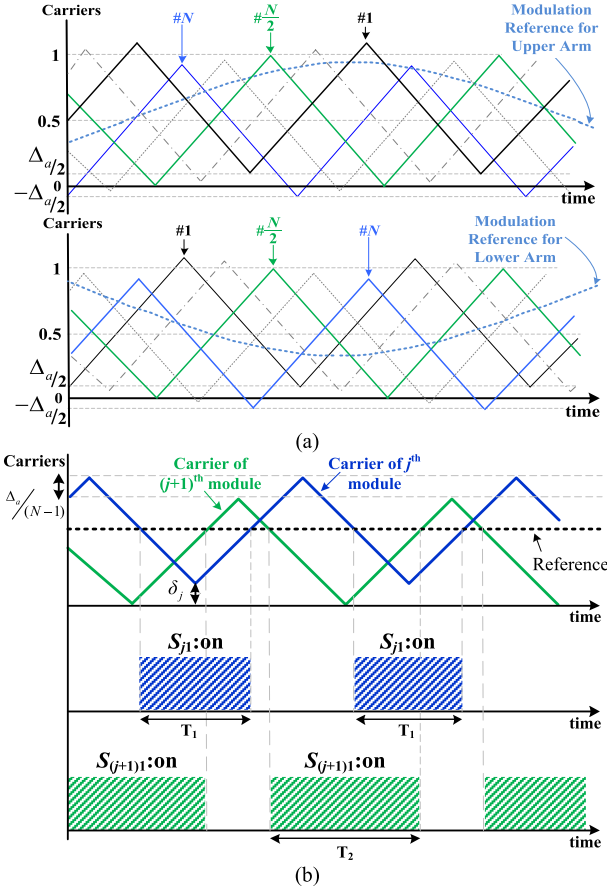 Carriers
#N
#N/2
#1
Modulation
Reference for
Upper Arm
1
0.5
Δa/2
0
−Δa/2
time
Carriers
#1
#N/2
#N
Modulation
Reference for
Lower Arm
1
0.5
Δa/2
0
−Δa/2
time
(a)
Carriers
Carrier of
(j+1)th
module
Carrier of jth
module
Δa/(N−1)
δj
Reference
time
Sj1:on
Sj1:on
T1
T1
time
S(j+1)1:on
S(j+1)1:on
T2
time
(b)